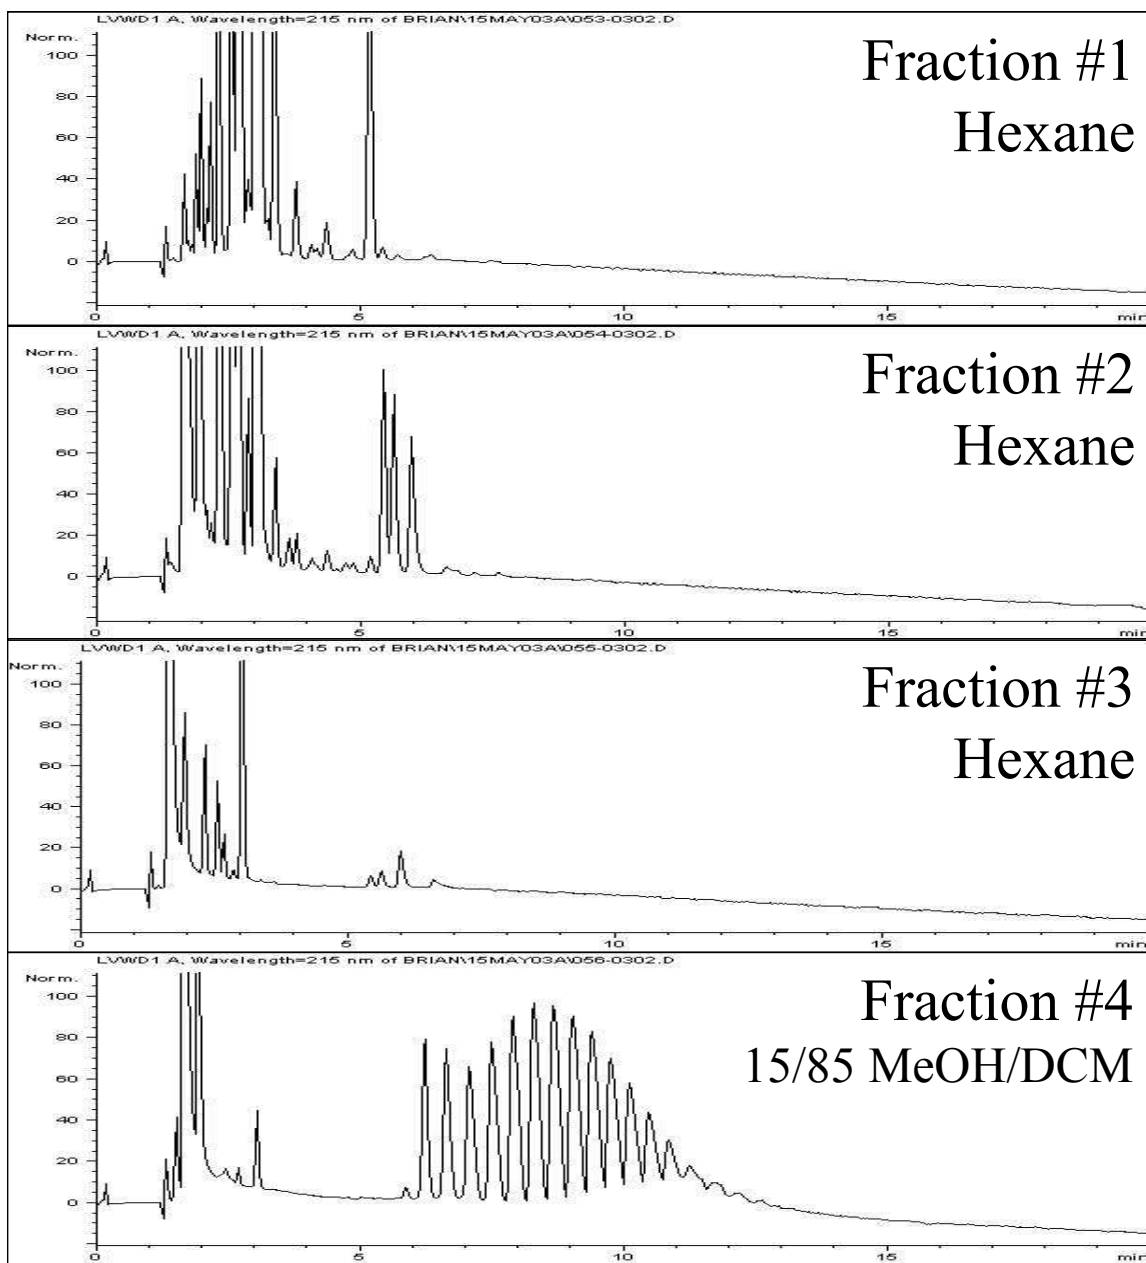 LVWD1 A, Wavelength=215 nm of BRIAN\15MAY03A\053-0302.D
Norm.
100
80
60
40
20
0
Fraction #1
Hexane
0 5 10 15 min
LVWD1 A, Wavelength=215 nm of BRIAN\15MAY03A\054-0302.D
Norm.
100
80
60
40
20
0
Fraction #2
Hexane
0 5 10 15 min
LVWD1 A, Wavelength=215 nm of BRIAN\15MAY03A\055-0302.D
Norm.
100
80
60
40
20
0
Fraction #3
Hexane
0 5 10 15 min
LVWD1 A, Wavelength=215 nm of BRIAN\15MAY03A\056-0302.D
Norm.
100
80
60
40
20
0
Fraction #4
15/85 MeOH/DCM
0 5 10 15 min